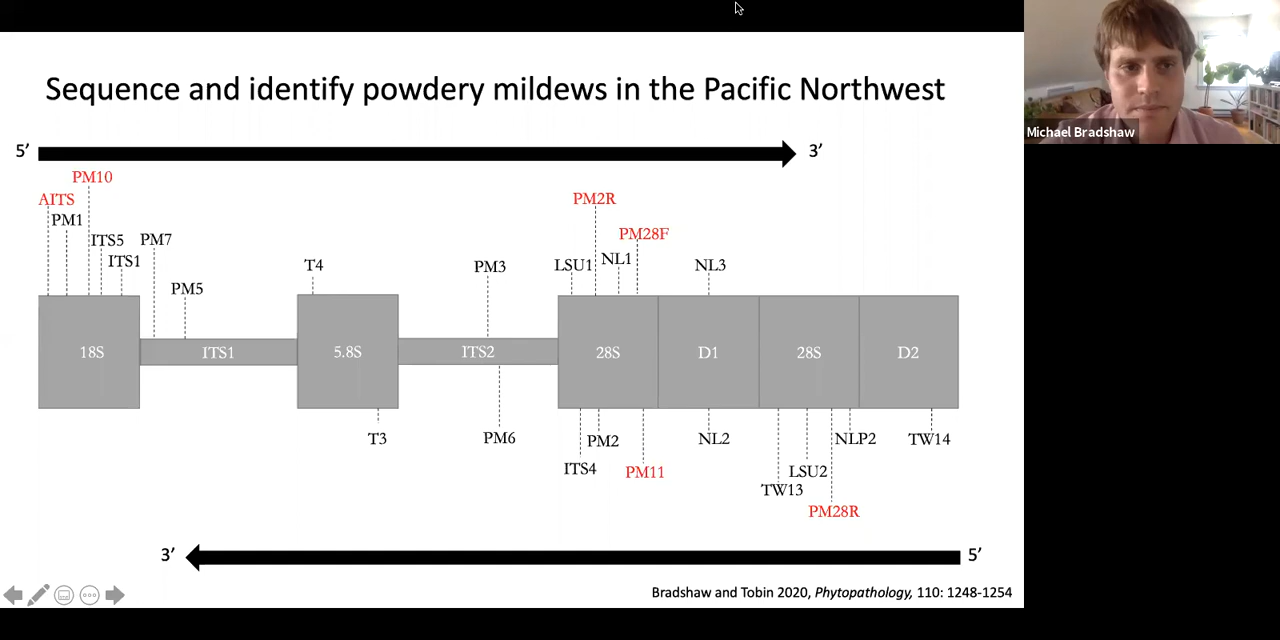 Sequence and identify powdery mildews in the Pacific Northwest
Michael Bradshaw
5’ 3’
PM10
AITS PM2R
PM1
PM28F
ITS5 PM7
ITS1 T4 PM3 LSU1 NL1 NL3
PM5
18S ITS1 5.8S ITS2 28S D1 28S D2
T3 PM6 PM2 NL2 NLP2 TW14
ITS4 PM11 LSU2
TW13
PM28R
3’ 5’
Bradshaw and Tobin 2020, Phytopathology, 110: 1248-1254